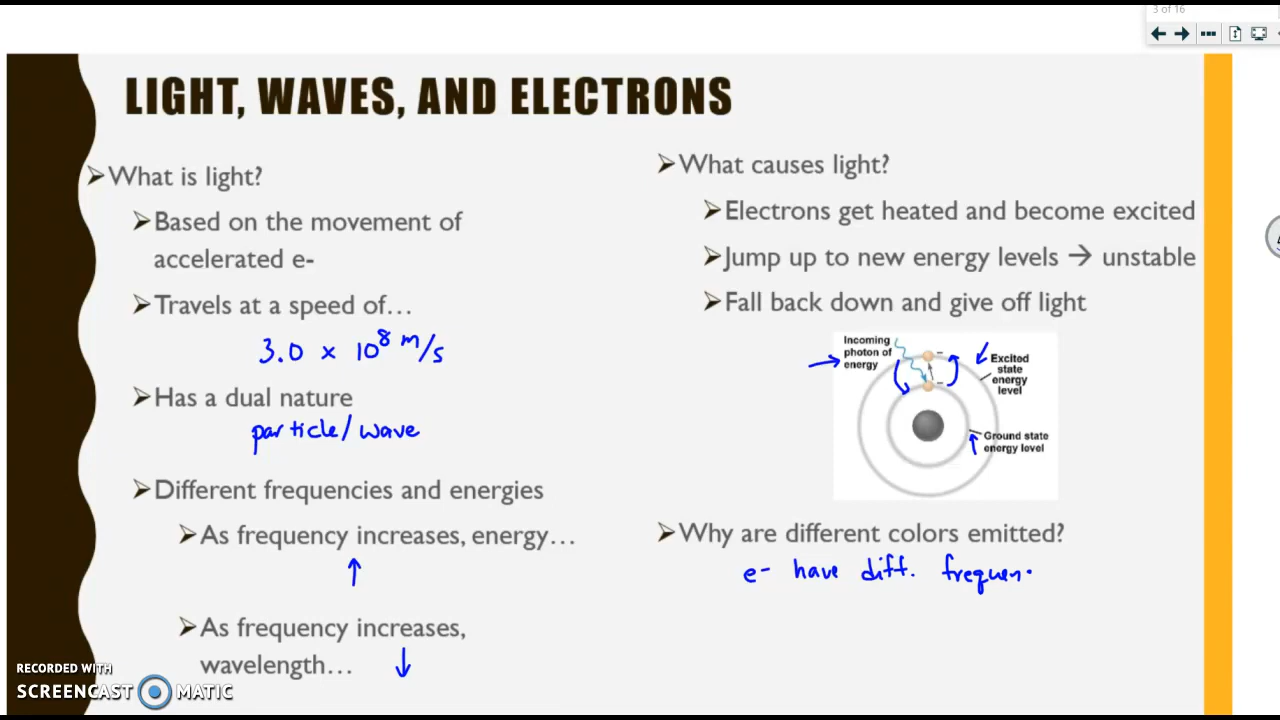 3 of 16
LIGHT, WAVES, AND ELECTRONS
What is light?
Based on the movement of
accelerated e-
Travels at a speed of...
3.0 x 10⁸ m/s
Has a dual nature
particle/wave
Different frequencies and energies
As frequency increases, energy...
↑
As frequency increases,
wavelength... ↓
What causes light?
Electrons get heated and become excited
Jump up to new energy levels → unstable
Fall back down and give off light
Incoming
photon of
energy
Excited
state
energy
level
Ground state
energy level
Why are different colors emitted?
e- have diff. frequen
RECORDED WITH
SCREENCAST MATIC